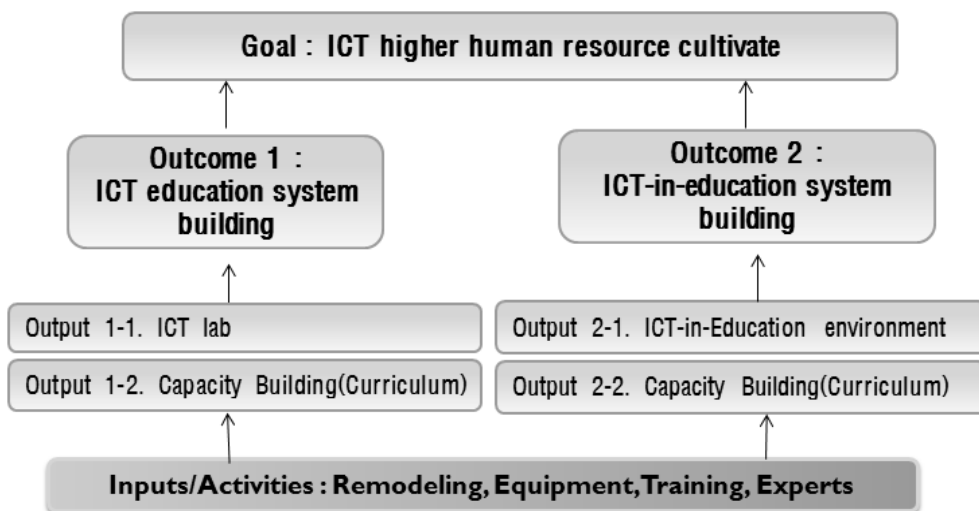 Goal : ICT higher human resource cultivate
Outcome 1 :
ICT education system
building
Outcome 2 :
ICT-in-education system
building
Output 1-1. ICT lab
Output 1-2. Capacity Building(Curriculum)
Output 2-1. ICT-in-Education environment
Output 2-2. Capacity Building(Curriculum)
Inputs/Activities : Remodeling, Equipment,Training, Experts